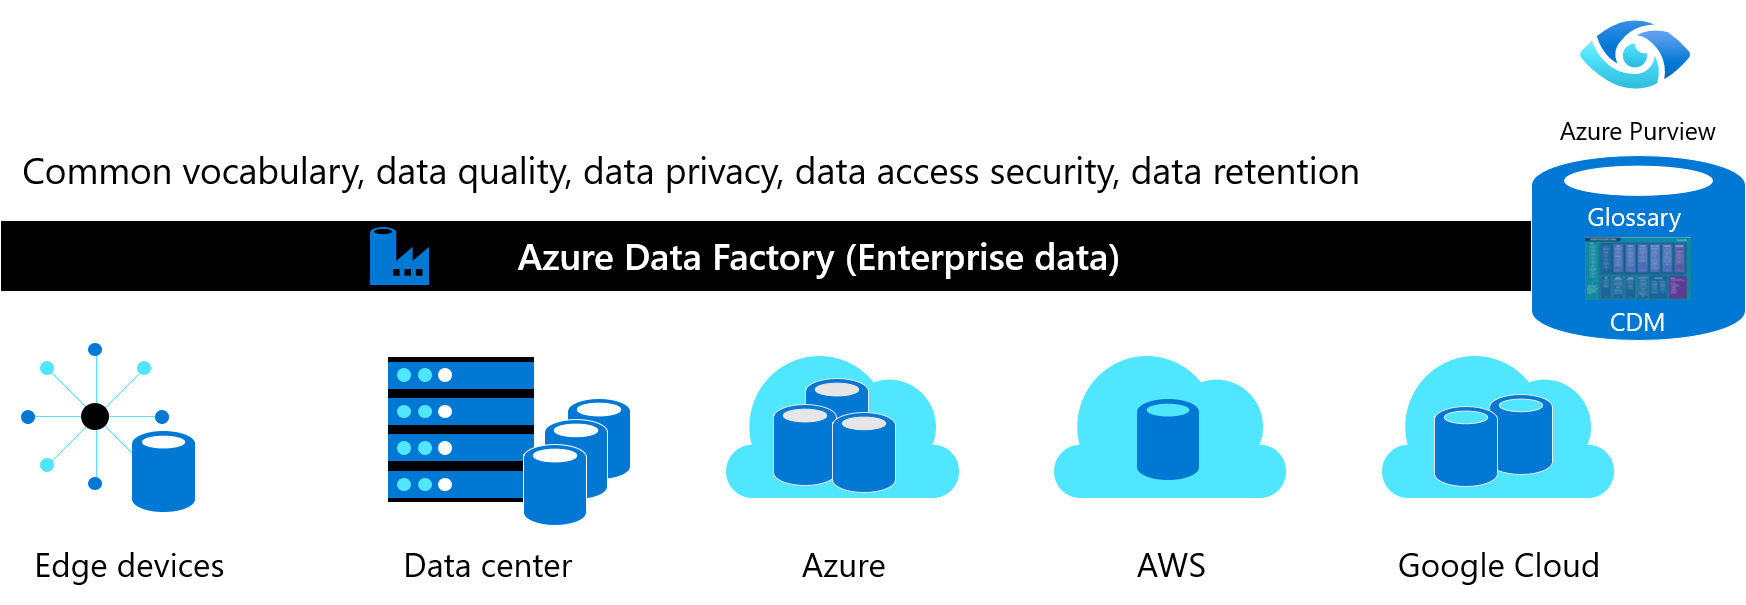 Azure Purview
Common vocabulary, data quality, data privacy, data access security, data retention
Glossary
Azure Data Factory (Enterprise data)
CDM
Edge devices
Data center
Azure
AWS
Google Cloud